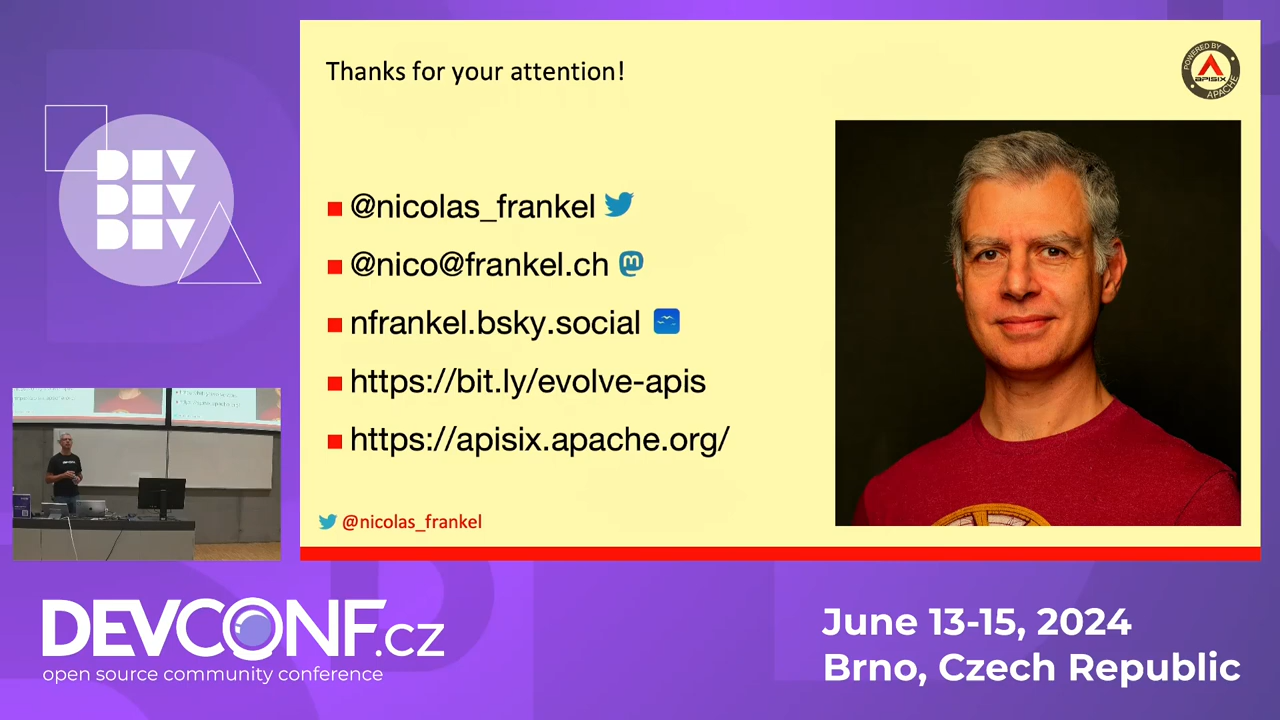 Thanks for your attention!
POWERED BY
APISIX
APACHE
DEV
DEV
DEV
@nicolas_frankel
@nico@frankel.ch
nfrankel.bsky.social
https://bit.ly/evolve-apis
https://apisix.apache.org/
@nicolas_frankel
DEVCONF.cz
open source community conference
June 13-15, 2024
Brno, Czech Republic